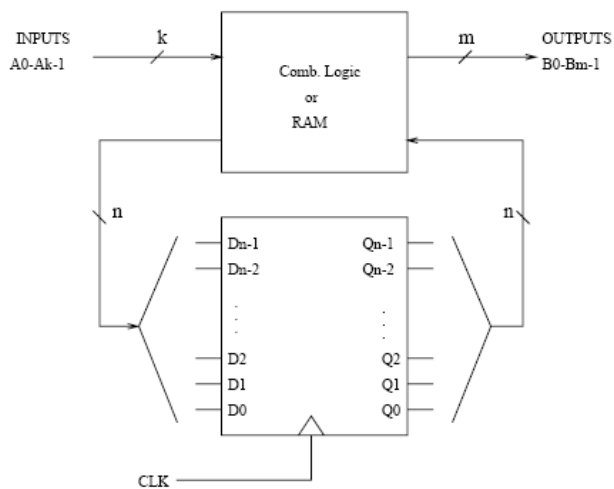 INPUTS k m OUTPUTS
A0-Ak-1 B0-Bm-1
Comb. Logic
or
RAM
n n
Dn-1 Qn-1
Dn-2 Qn-2
D2 Q2
D1 Q1
D0 Q0
CLK